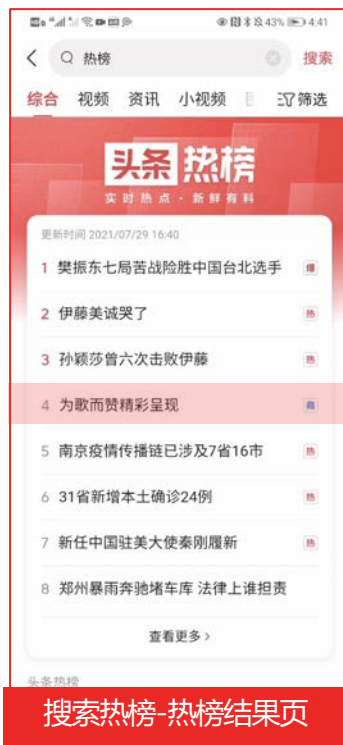 43% 4:41
热榜 搜索
综合 视频 资讯 小视频 筛选
头条热榜
实时热点·新鲜有料
更新时间 2021/07/29 16:40
1 樊振东七局苦战险胜中国台北选手 爆
2 伊藤美诚哭了 热
3 孙颖莎曾六次击败伊藤 热
4 为歌而赞精彩呈现 商
5 南京疫情传播链已涉及7省16市 热
6 31省新增本土确诊24例 热
7 新任中国驻美大使秦刚履新 热
8 郑州暴雨奔驰堵车库 法律上谁担责
查看更多>
头条热榜
搜索热榜-热榜结果页